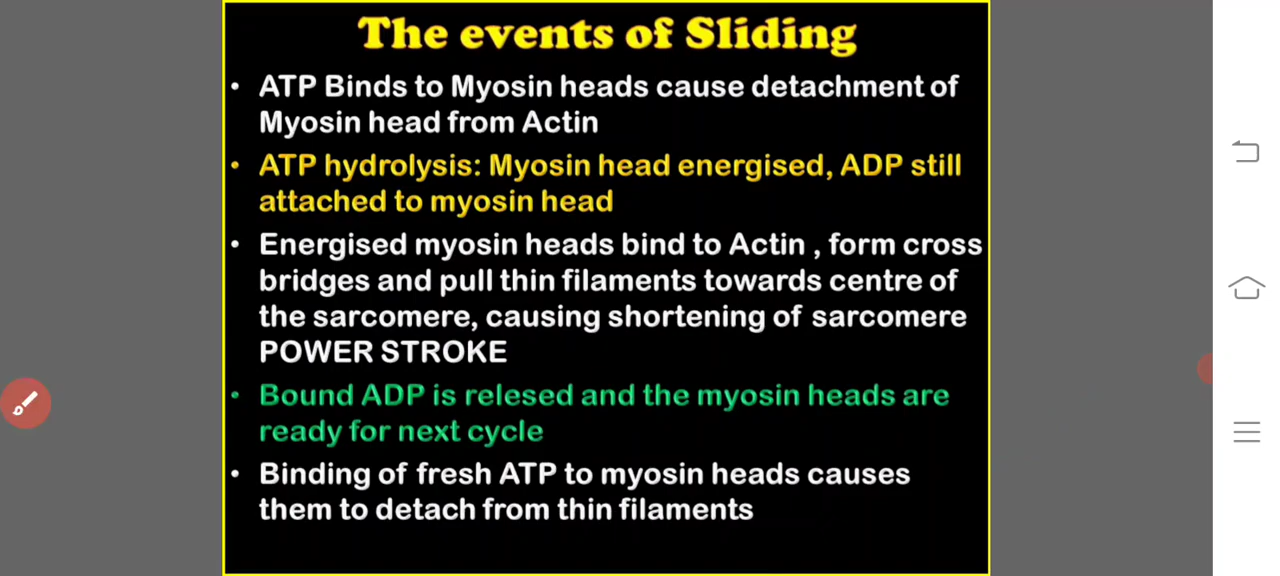 The events of Sliding
• ATP Binds to Myosin heads cause detachment of
Myosin head from Actin
• ATP hydrolysis: Myosin head energised, ADP still
attached to myosin head
• Energised myosin heads bind to Actin , form cross
bridges and pull thin filaments towards centre of
the sarcomere, causing shortening of sarcomere
POWER STROKE
• Bound ADP is relesed and the myosin heads are
ready for next cycle
• Binding of fresh ATP to myosin heads causes
them to detach from thin filaments